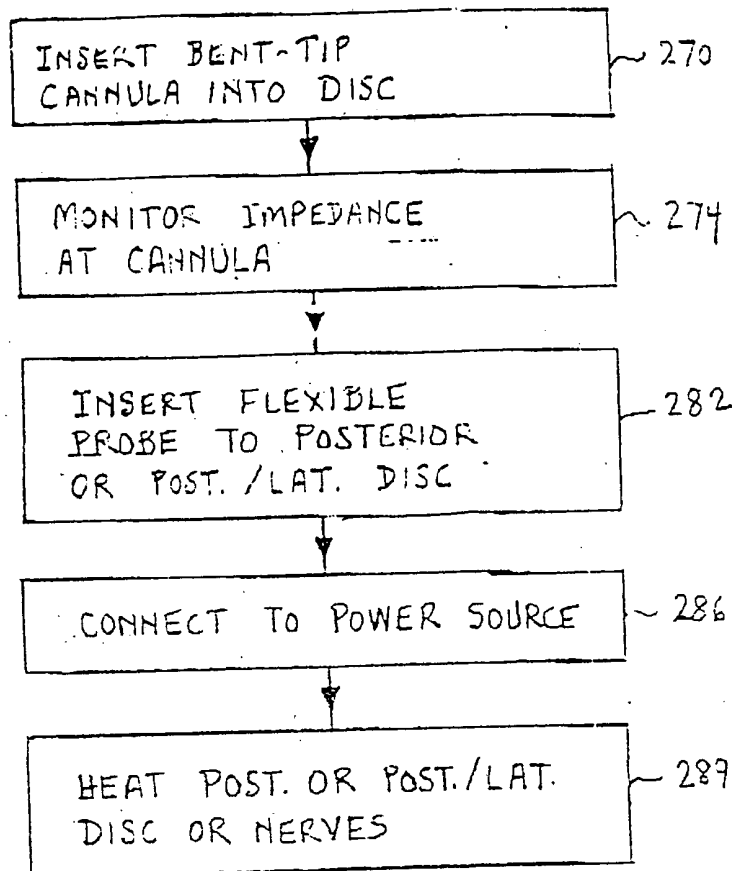 INSERT BENT-TIP
CANNULA INTO DISC
270
MONITOR IMPEDANCE
AT CANNULA
274
INSERT FLEXIBLE
PROBE TO POSTERIOR
OR POST./LAT. DISC
282
CONNECT TO POWER SOURCE
286
HEAT POST. OR POST./LAT.
DISC OR NERVES
289